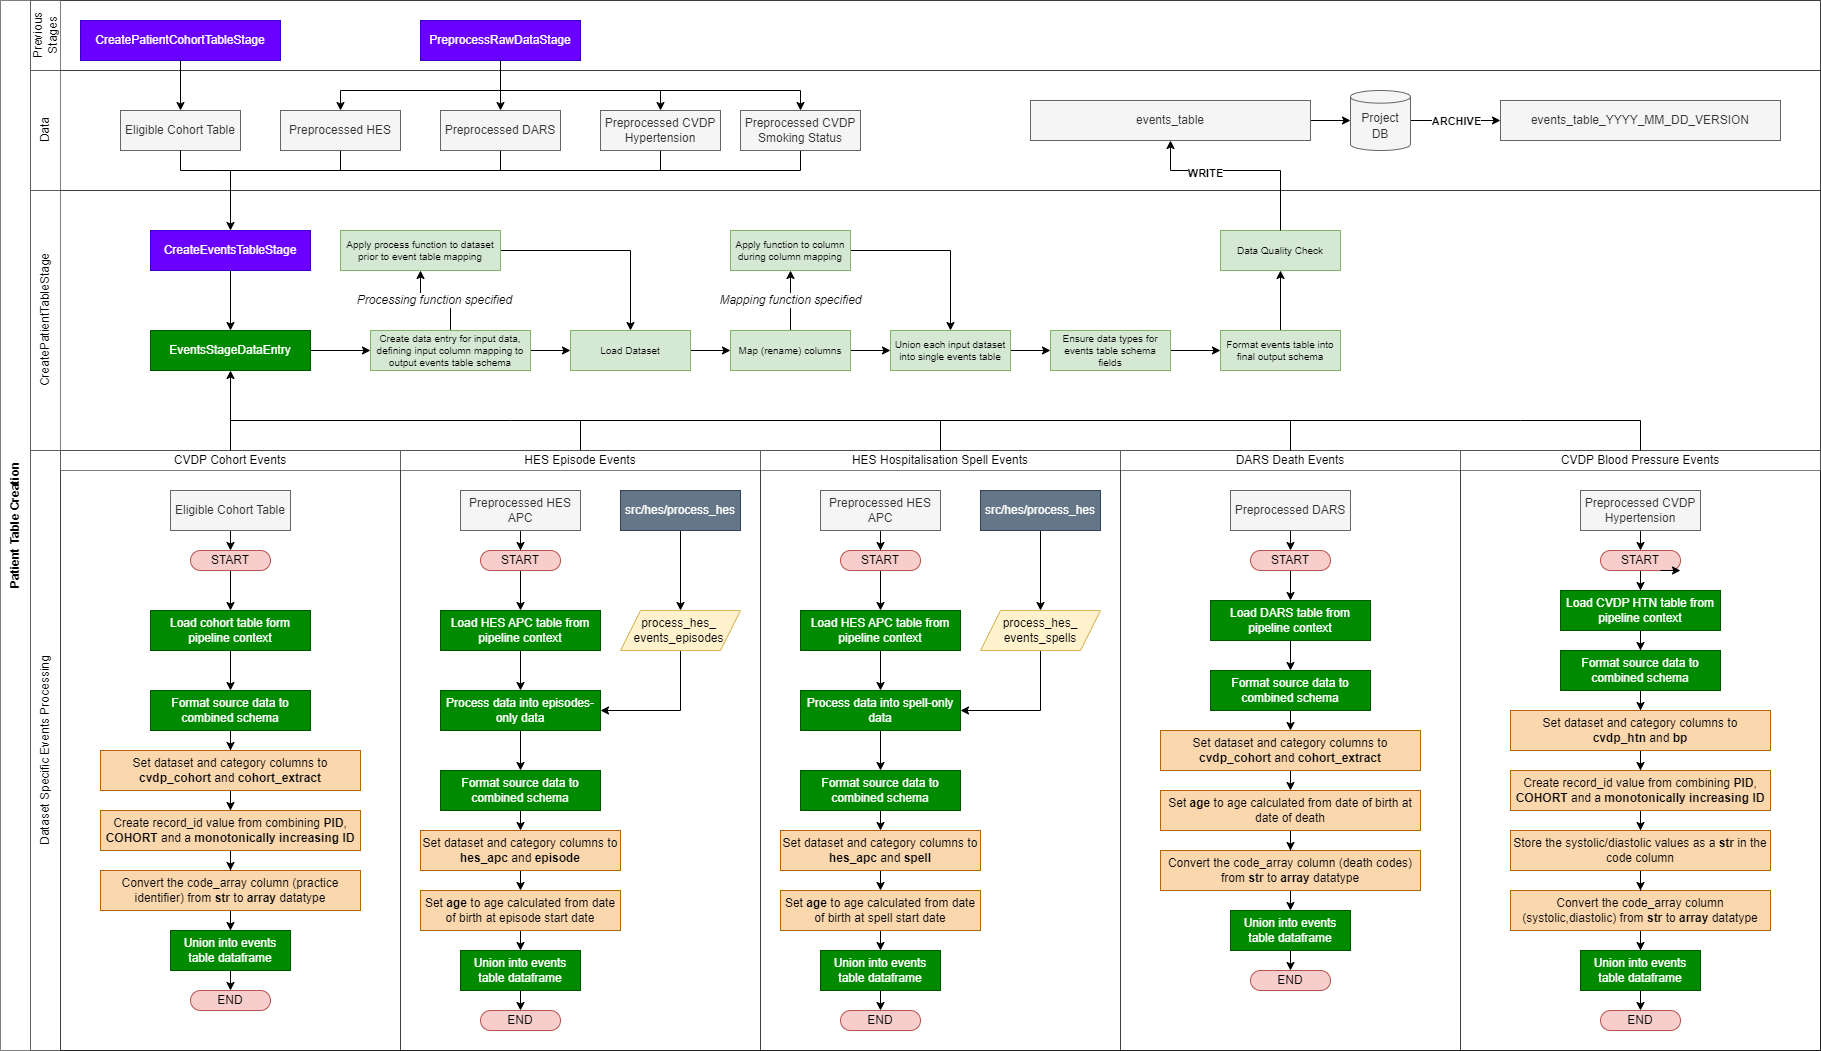 Patient Table Creation
Previous
Stages
CreatePatientCohortTableStage
PreprocessRawDataStage
Data
Eligible Cohort Table
Preprocessed HES
Preprocessed DARS
Preprocessed CVDP
Hypertension
Preprocessed CVDP
Smoking Status
events_table
Project
DB
ARCHIVE
events_table_YYYY_MM_DD_VERSION
WRITE
CreatePatientTableStage
CreateEventsTableStage
Apply process function to dataset
prior to event table mapping
Apply function to column
during column mapping
Data Quality Check
Processing function specified
Mapping function specified
EventsStageDataEntry
Create data entry for input data,
defining input column mapping to
output events table schema
Load Dataset
Map (rename) columns
Union each input dataset
into single events table
Ensure data types for
events table schema
fields
Format events table into
final output schema
Dataset Specific Events Processing
CVDP Cohort Events
Eligible Cohort Table
START
Load cohort table form
pipeline context
Format source data to
combined schema
Set dataset and category columns to
cvdp_cohort and cohort_extract
Create record_id value from combining PID,
COHORT and a monotonically increasing ID
Convert the code_array column (practice
identifier) from str to array datatype
Union into events
table dataframe
END
HES Episode Events
Preprocessed HES
APC
src/hes/process_hes
START
Load HES APC table from
pipeline context
process_hes_
events_episodes
Process data into episodes-
only data
Format source data to
combined schema
Set dataset and category columns to
hes_apc and episode
Set age to age calculated from date
of birth at episode start date
Union into events
table dataframe
END
HES Hospitalisation Spell Events
Preprocessed HES
APC
src/hes/process_hes
START
Load HES APC table from
pipeline context
process_hes_
events_spells
Process data into spell-only
data
Format source data to
combined schema
Set dataset and category columns to
hes_apc and spell
Set age to age calculated from date
of birth at spell start date
Union into events
table dataframe
END
DARS Death Events
Preprocessed DARS
START
Load DARS table from
pipeline context
Format source data to
combined schema
Set dataset and category columns to
cvdp_cohort and cohort_extract
Set age to age calculated from date of birth at
date of death
Convert the code_array column (death codes)
from str to array datatype
Union into events
table dataframe
END
CVDP Blood Pressure Events
Preprocessed CVDP
Hypertension
START
Load CVDP HTN table from
pipeline context
Format source data to
combined schema
Set dataset and category columns to
cvdp_htn and bp
Create record_id value from combining PID,
COHORT and a monotonically increasing ID
Store the systolic/diastolic values as a str in the
code column
Convert the code_array column
(systolic,diastolic) from str to array datatype
Union into events
table dataframe
END